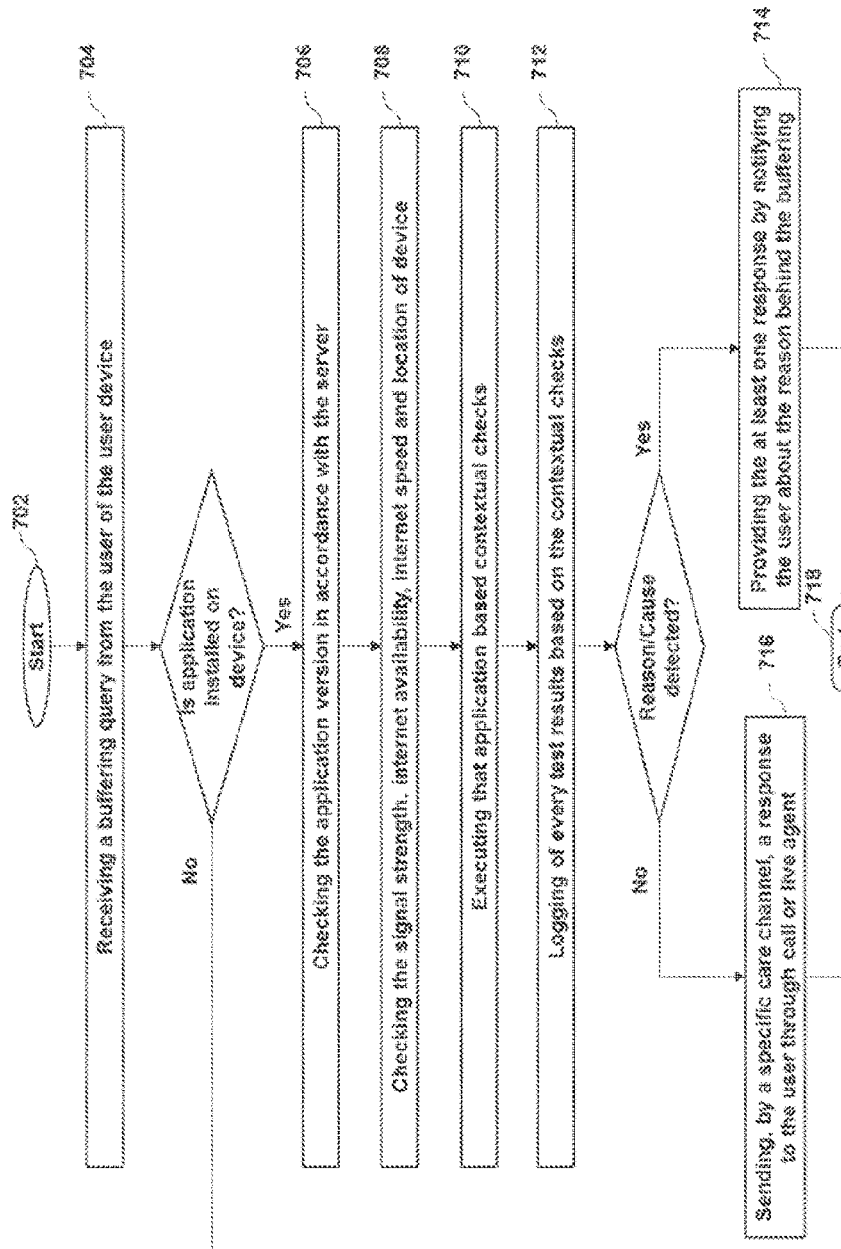 702
Start
704
Receiving a buffering query from the user of the user device
Is application
installed on
device?
No
Yes
706
Checking the application version in accordance with the server
708
Checking the signal strength, internet availability, internet speed and location of device
710
Executing that application based contextual checks
712
Logging of every test results based on the contextual checks
Reason/Cause
detected?
No
Yes
716
Sending, by a specific care channel, a response
to the user through call or live agent
714
Providing the at least one response by notifying
the user about the reason behind the buffering
718